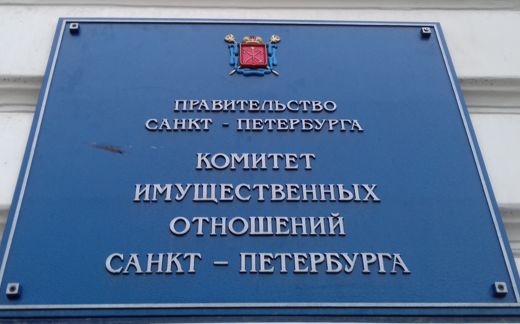 ПРАВИТЕЛЬСТВО
САНКТ - ПЕТЕРБУРГА
КОМИТЕТ
ИМУЩЕСТВЕННЫХ
ОТНОШЕНИЙ
САНКТ – ПЕТЕРБУРГА